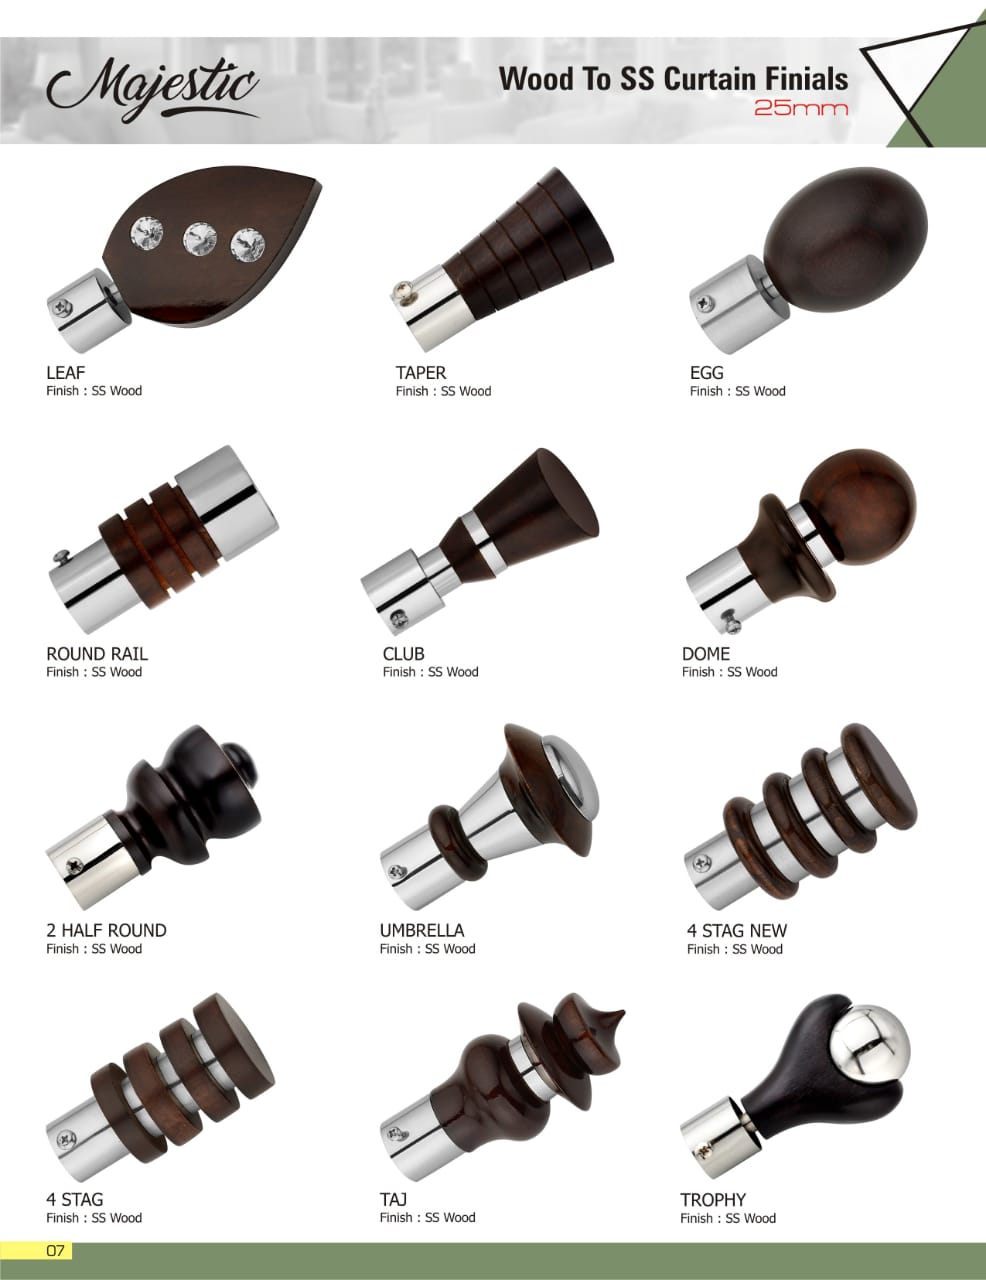 Majestic
Wood To SS Curtain Finials
25mm
LEAF
Finish : SS Wood
TAPER
Finish : SS Wood
EGG
Finish : SS Wood
ROUND RAIL
Finish : SS Wood
CLUB
Finish : SS Wood
DOME
Finish : SS Wood
2 HALF ROUND
Finish : SS Wood
UMBRELLA
Finish : SS Wood
4 STAG NEW
Finish : SS Wood
4 STAG
Finish : SS Wood
TAJ
Finish : SS Wood
TROPHY
Finish : SS Wood
07